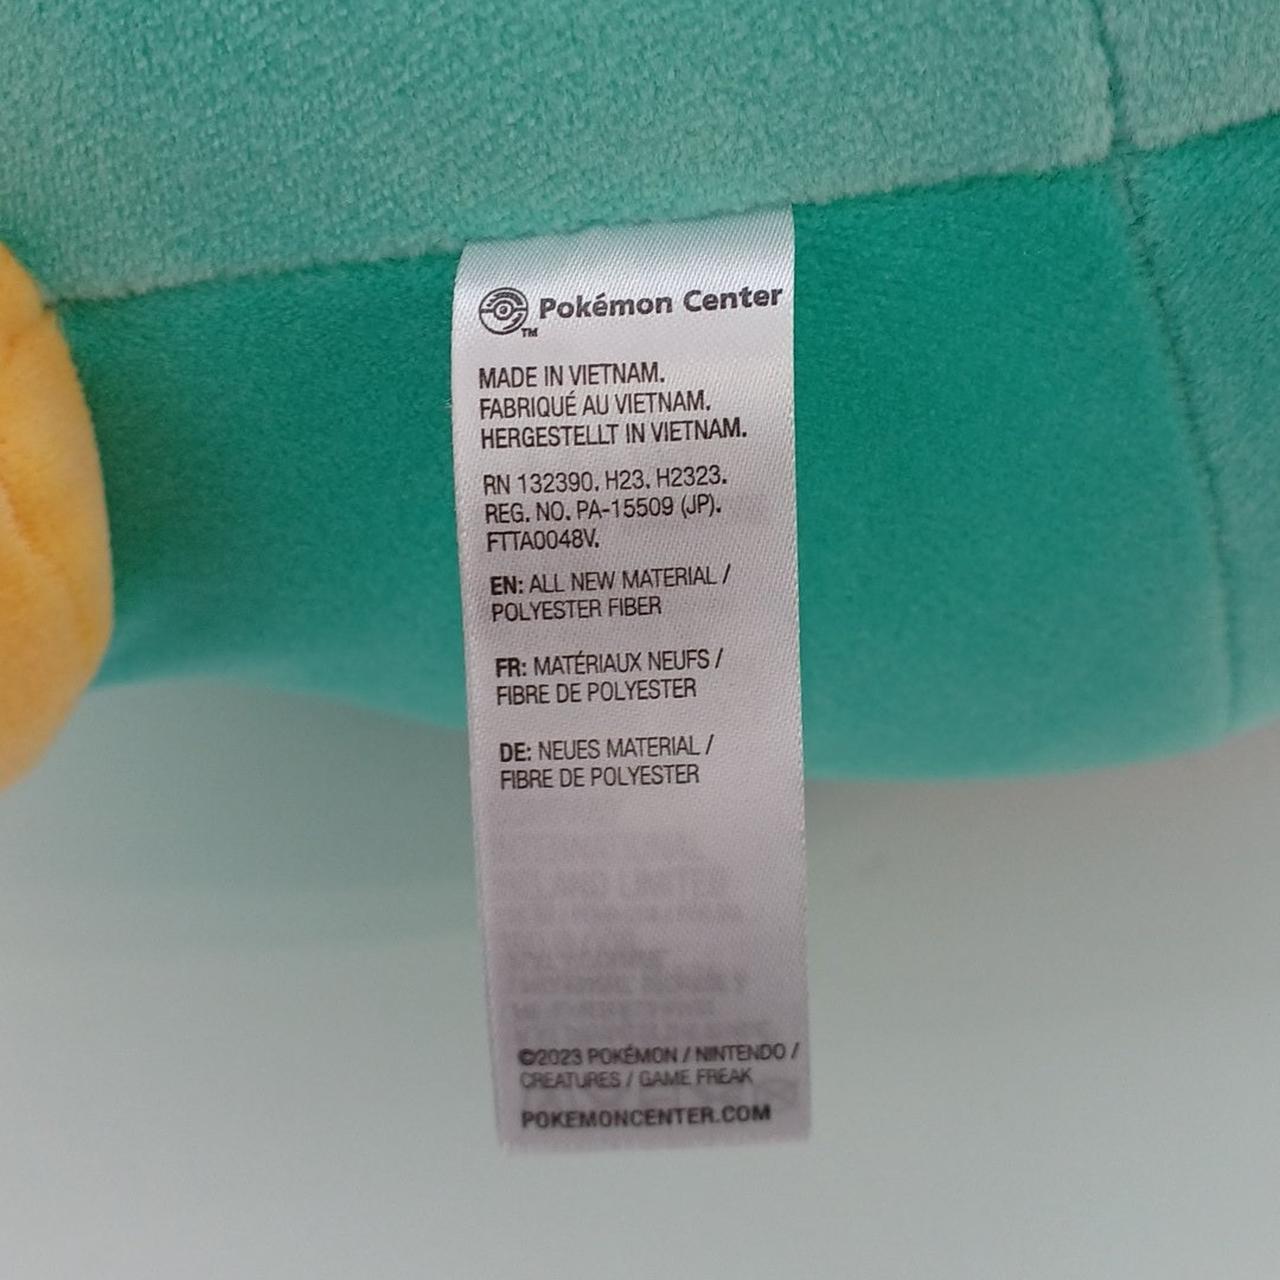 Pokémon Center
TM
MADE IN VIETNAM.
FABRIQUÉ AU VIETNAM.
HERGESTELLT IN VIETNAM.
RN 132390. H23. H2323.
REG. NO. PA-15509 (JP).
FTTA0048V.
EN: ALL NEW MATERIAL /
POLYESTER FIBER
FR: MATÉRIAUX NEUFS /
FIBRE DE POLYESTER
DE: NEUES MATERIAL /
FIBRE DE POLYESTER
©2023 POKÉMON / NINTENDO /
CREATURES / GAME FREAK
POKEMONCENTER.COM